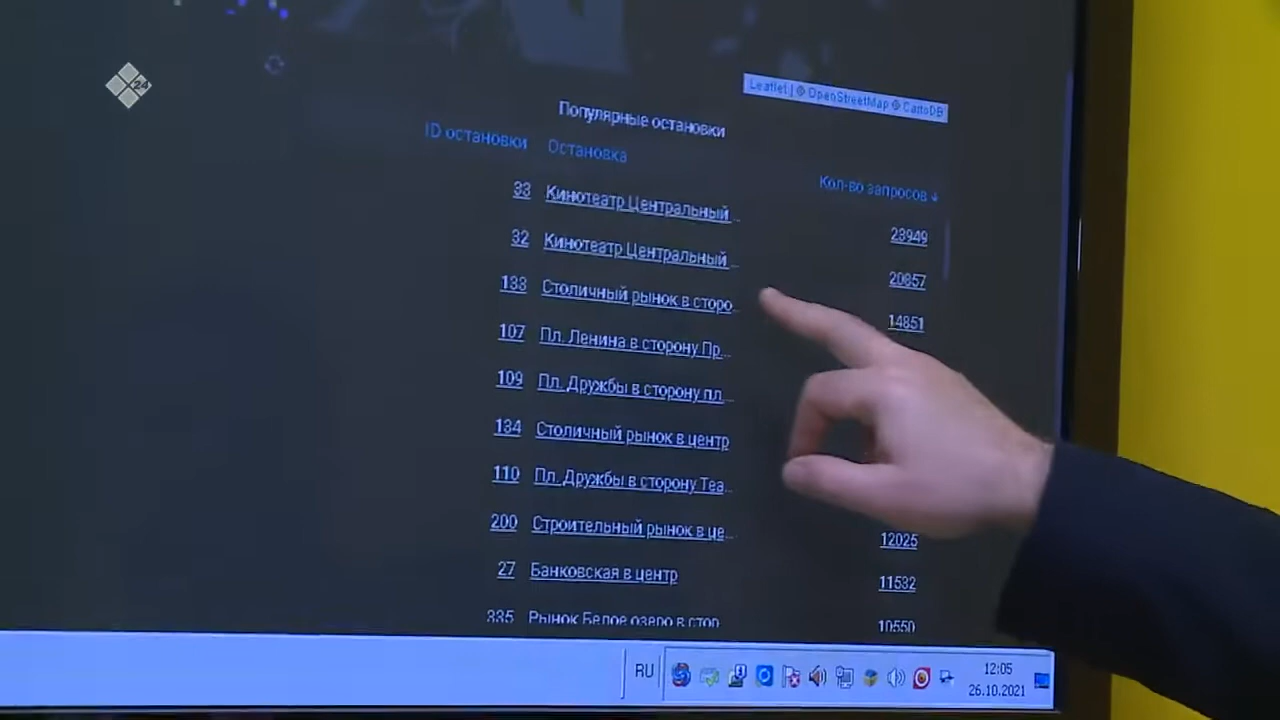 X24
Leaflet | © OpenStreetMap © CartoDB
Популярные остановки
ID остановки Остановка Кол-во запросов ↓
93 Кинотеатр Центральный ... 23949
32 Кинотеатр Центральный ... 20857
133 Столичный рынок в сторо... 14851
107 Пл. Ленина в сторону Пр...
109 Пл. Дружбы в сторону пл...
134 Столичный рынок в центр
110 Пл. Дружбы в сторону Теа...
200 Строительный рынок в це... 12025
27 Банковская в центр 11532
335 Рынок Белое озеро в стор 10550
RU 12:05
26.10.2021